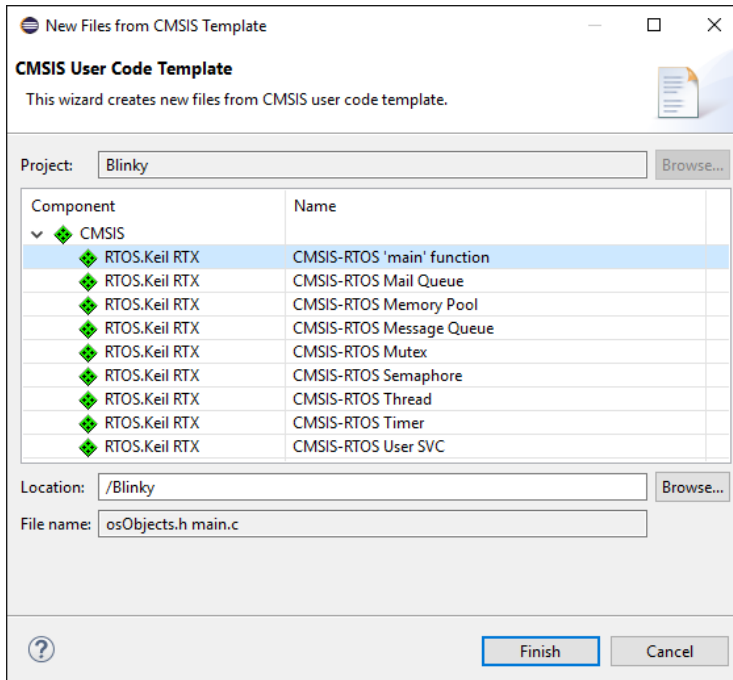 New Files from CMSIS Template
CMSIS User Code Template
This wizard creates new files from CMSIS user code template.
Project: Blinky Browse...
Component Name
CMSIS
RTOS.Keil RTX CMSIS-RTOS 'main' function
RTOS.Keil RTX CMSIS-RTOS Mail Queue
RTOS.Keil RTX CMSIS-RTOS Memory Pool
RTOS.Keil RTX CMSIS-RTOS Message Queue
RTOS.Keil RTX CMSIS-RTOS Mutex
RTOS.Keil RTX CMSIS-RTOS Semaphore
RTOS.Keil RTX CMSIS-RTOS Thread
RTOS.Keil RTX CMSIS-RTOS Timer
RTOS.Keil RTX CMSIS-RTOS User SVC
Location: /Blinky Browse...
File name: osObjects.h main.c
? Finish Cancel